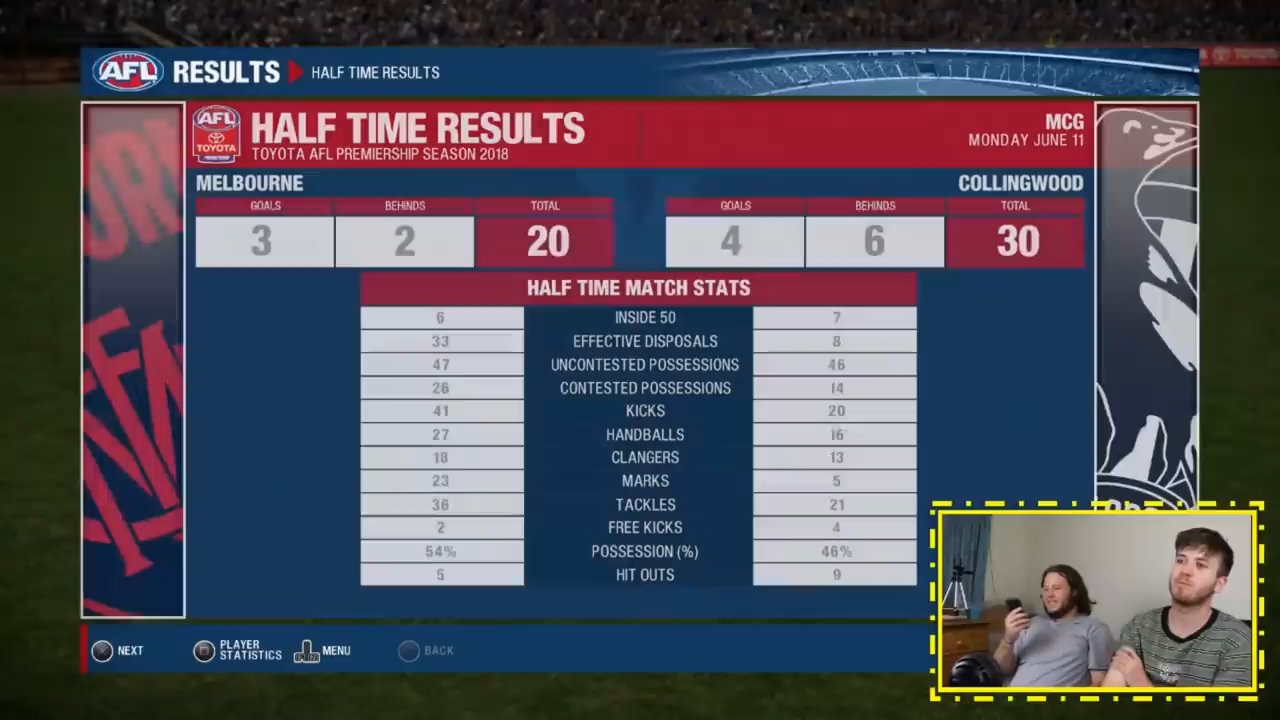 AFL RESULTS HALF TIME RESULTS
AFL
TOYOTA
HALF TIME RESULTS
TOYOTA AFL PREMIERSHIP SEASON 2018
MCG
MONDAY JUNE 11
MELBOURNE COLLINGWOOD
GOALS BEHINDS TOTAL GOALS BEHINDS TOTAL
3 2 20 4 6 30
HALF TIME MATCH STATS
6 INSIDE 50 7
33 EFFECTIVE DISPOSALS 8
47 UNCONTESTED POSSESSIONS 46
26 CONTESTED POSSESSIONS 14
41 KICKS 20
27 HANDBALLS 16
18 CLANGERS 13
23 MARKS 5
36 TACKLES 21
2 FREE KICKS 4
54% POSSESSION (%) 46%
5 HIT OUTS 9
NEXT
PLAYER
STATISTICS
MENU
BACK